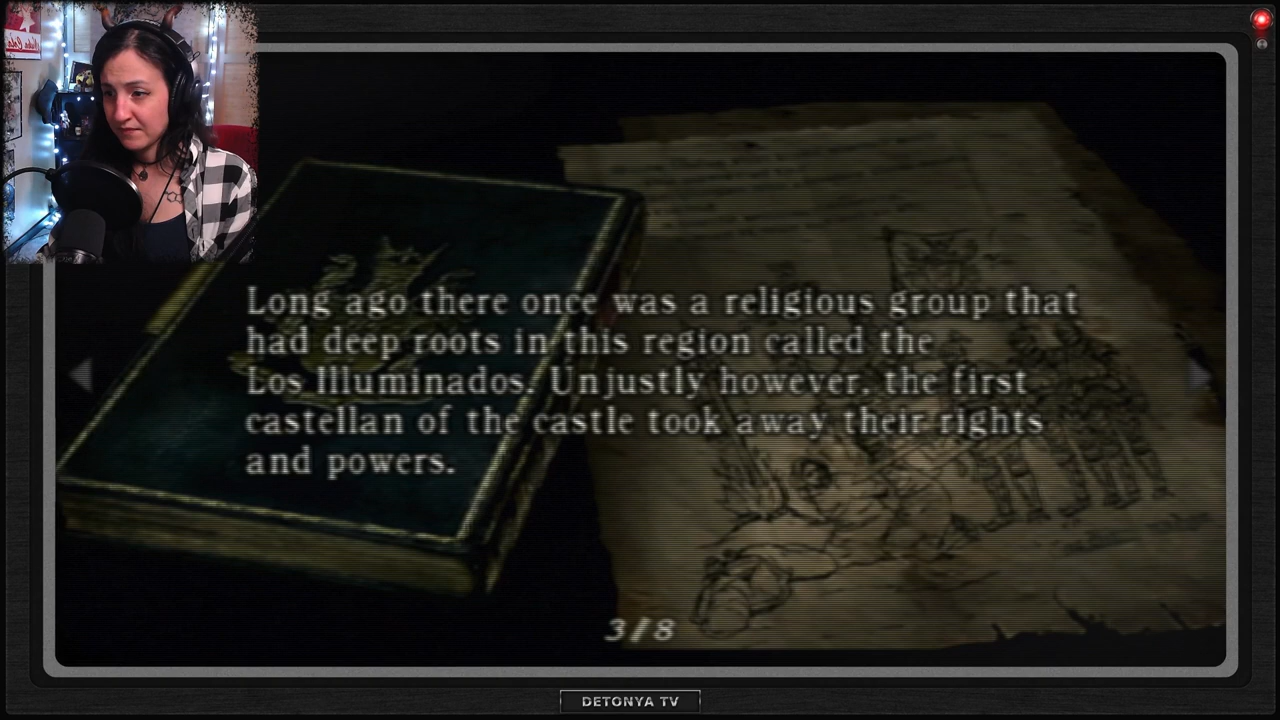 Long ago there once was a religious group that
had deep roots in this region called the
Los Illuminados. Unjustly however, the first
castellan of the castle took away their rights
and powers.
3/8
DETONYA TV